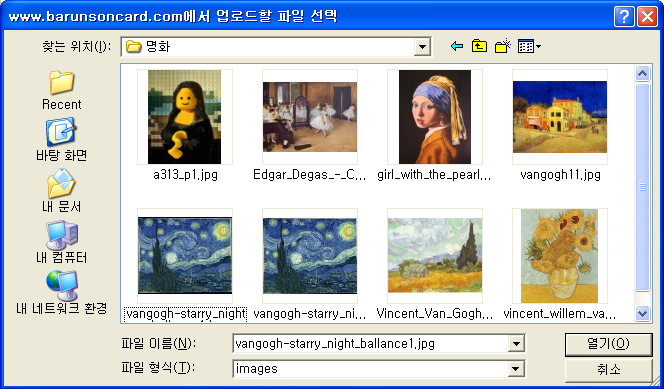 www.barunsoncard.com에서 업로드할 파일 선택
찾는 위치(I):
명화
Recent
바탕 화면
내 문서
내 컴퓨터
내 네트워크 환경
a313_p1.jpg
Edgar_Degas_-_C...
girl_with_the_pearl...
vangogh11.jpg
vangogh-starry_night
vangogh-starry_ni...
Vincent_Van_Gogh...
vincent_willem_va...
파일 이름(N):
vangogh-starry_night_ballance1.jpg
열기(O)
파일 형식(T):
images
취소